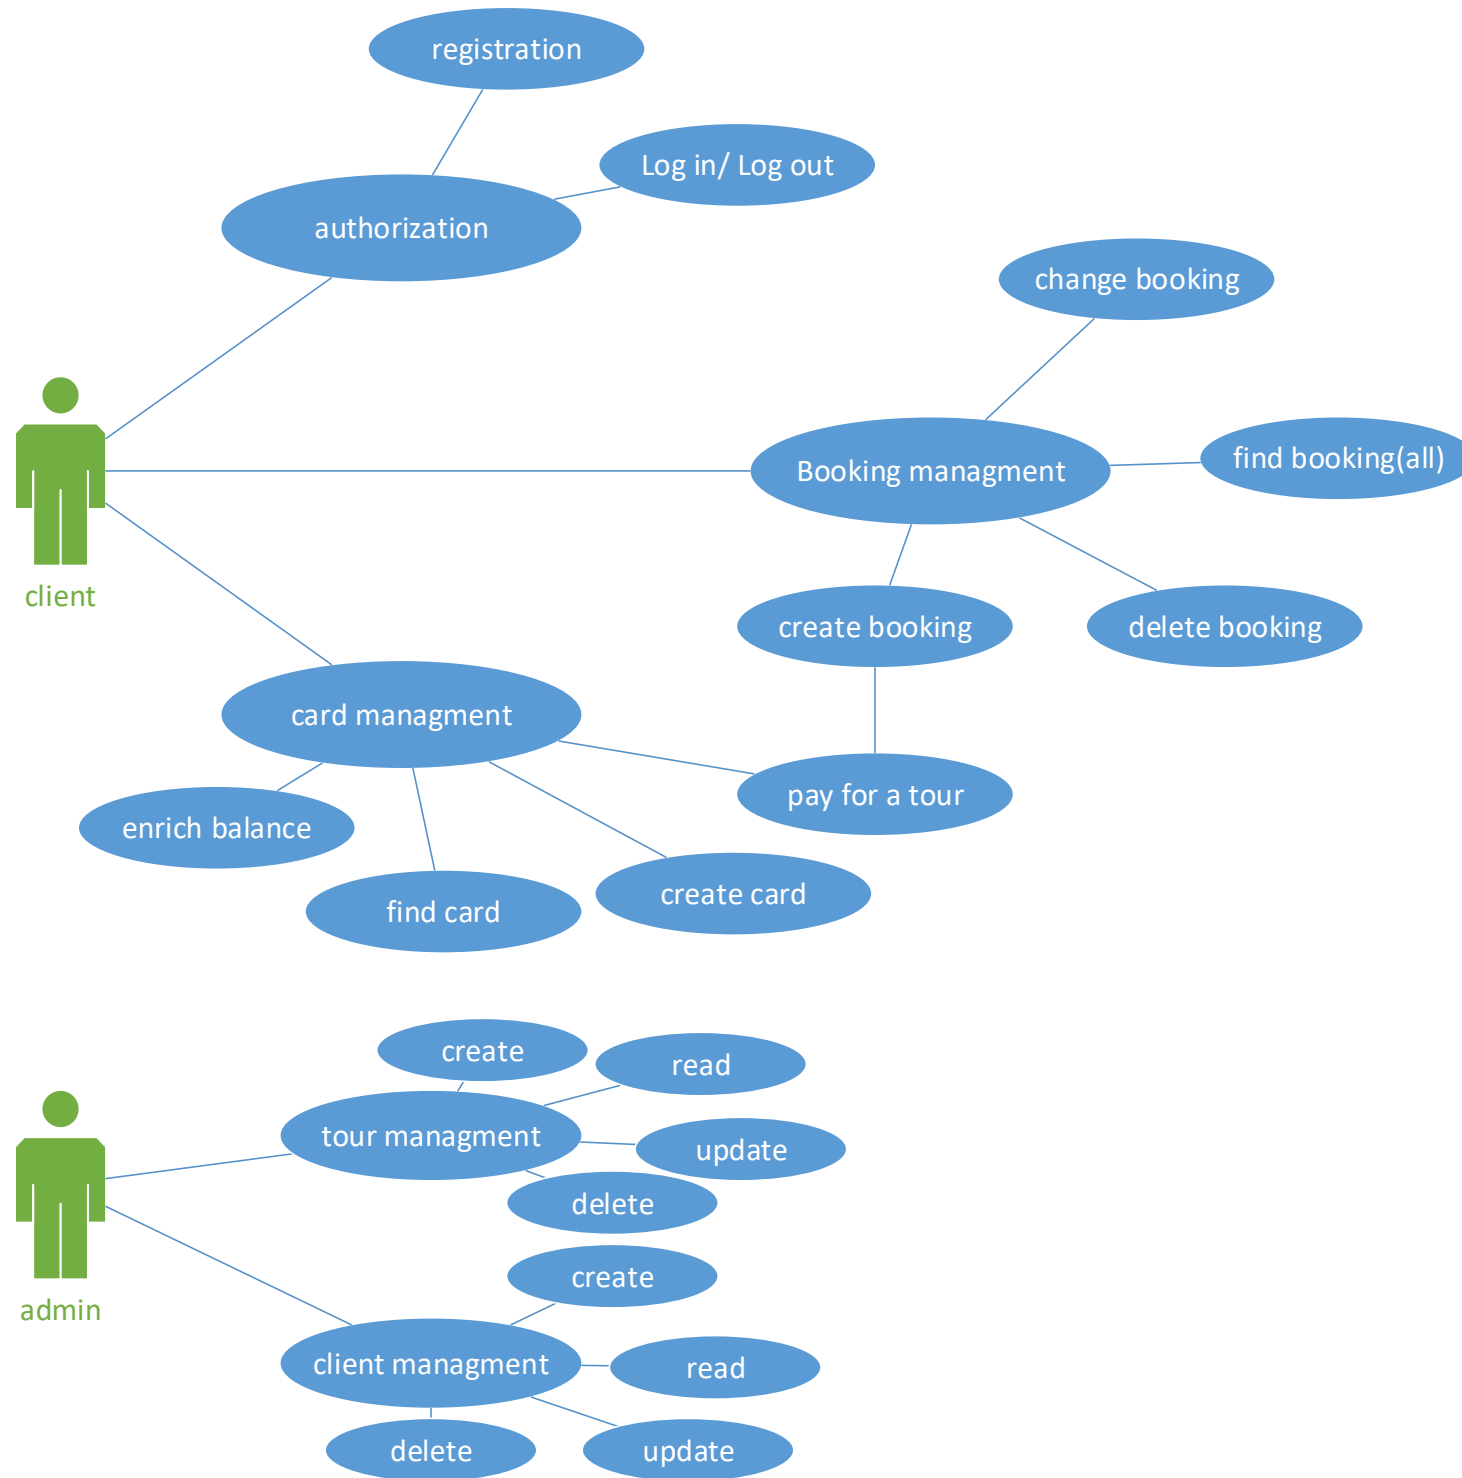 registration
Log in/ Log out
authorization
change booking
find booking(all)
Booking managment
client
create booking
delete booking
card managment
pay for a tour
enrich balance
create card
find card
create
read
tour managment
update
delete
create
admin
client managment
read
delete
update